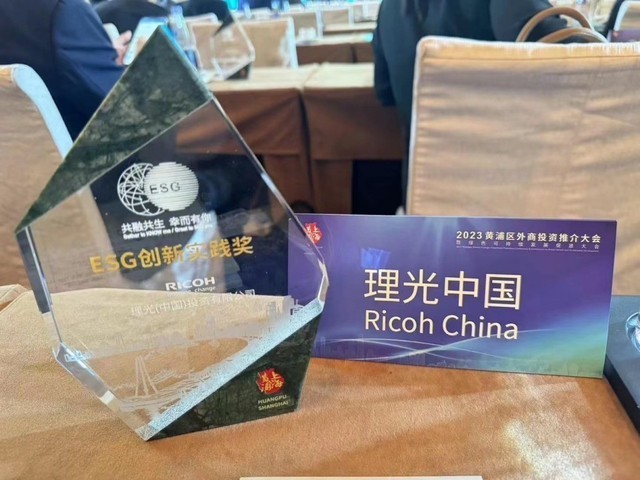 ESG
共融共生 幸而有你
ESG创新实践奖
RICOH
理光(中国)投资有限公司
HUANGPU
SHANGHAI
2023黄浦区外商投资推介大会
理光中国
Ricoh China